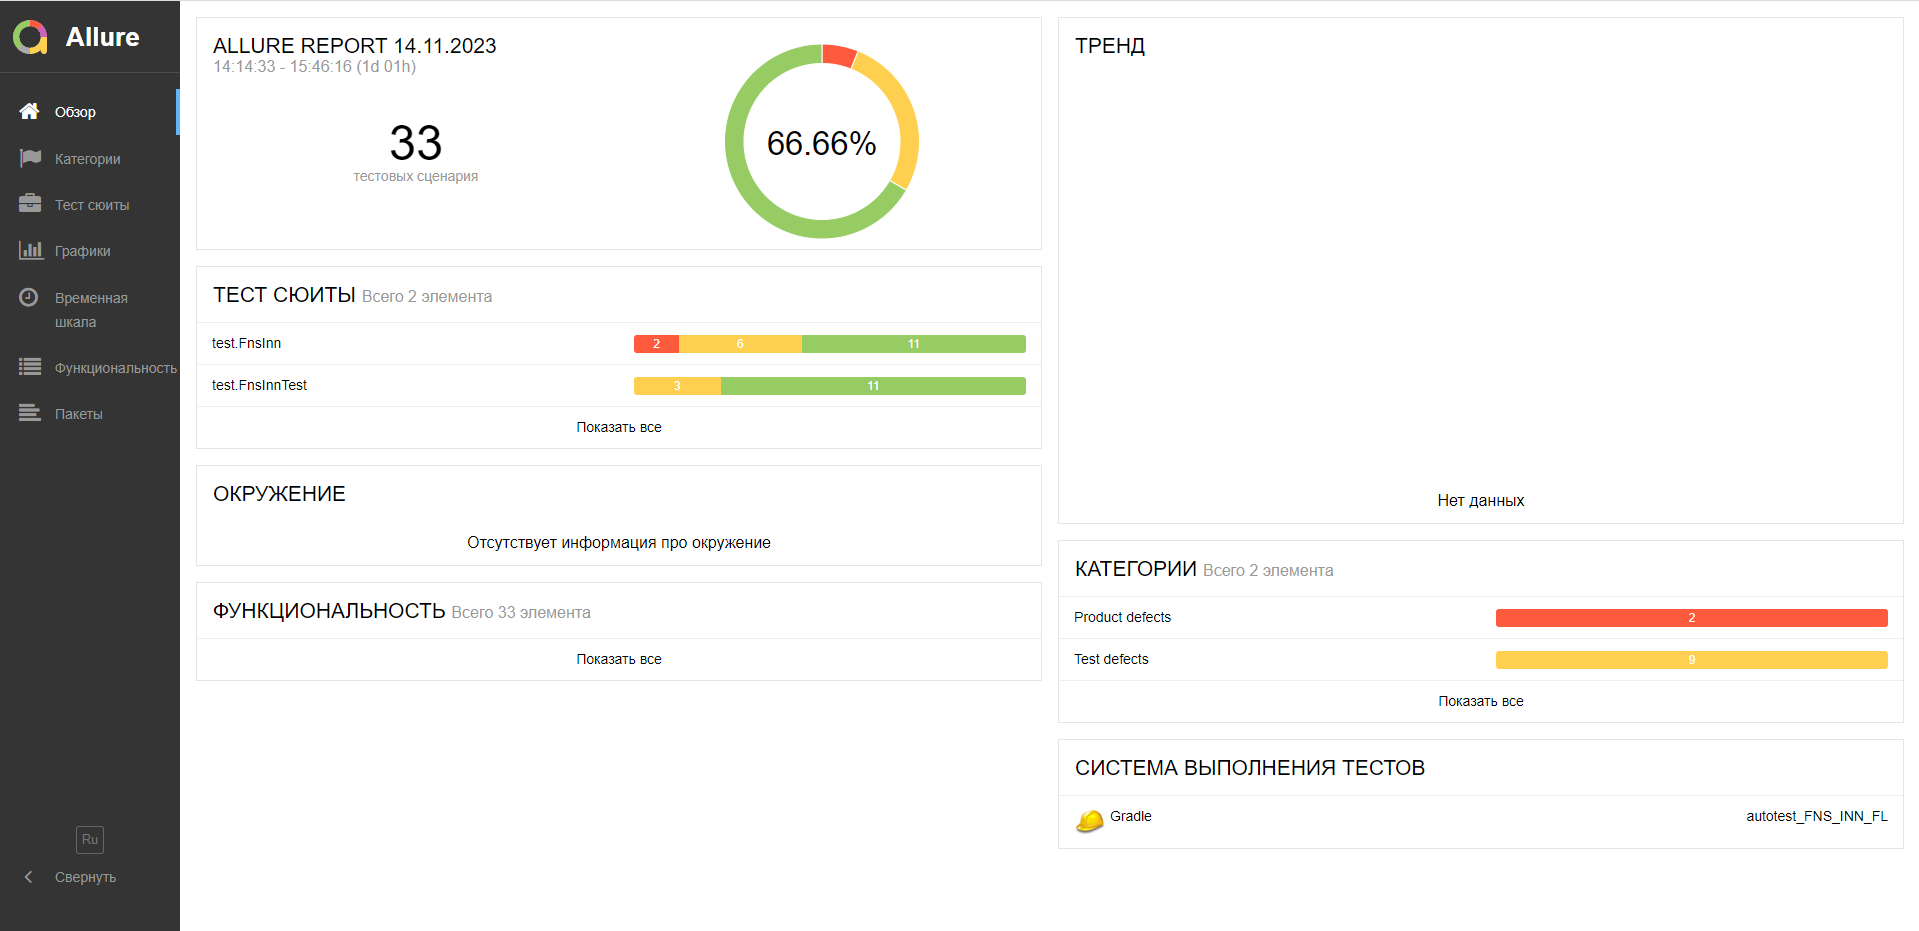 Allure
Обзор
Категории
Тест сюиты
Графики
Временная
шкала
Функциональность
Пакеты
Ru
Свернуть
ALLURE REPORT 14.11.2023
14:14:33 - 15:46:16 (1d 01h)
33
тестовых сценария
66.66%
ТЕСТ СЮИТЫ Всего 2 элемента
test.FnsInn 2 6 11
test.FnsInnTest 3 11
Показать все
ОКРУЖЕНИЕ
Отсутствует информация про окружение
ФУНКЦИОНАЛЬНОСТЬ Всего 33 элемента
Показать все
ТРЕНД
Нет данных
КАТЕГОРИИ Всего 2 элемента
Product defects 2
Test defects 9
Показать все
СИСТЕМА ВЫПОЛНЕНИЯ ТЕСТОВ
Gradle autotest_FNS_INN_FL